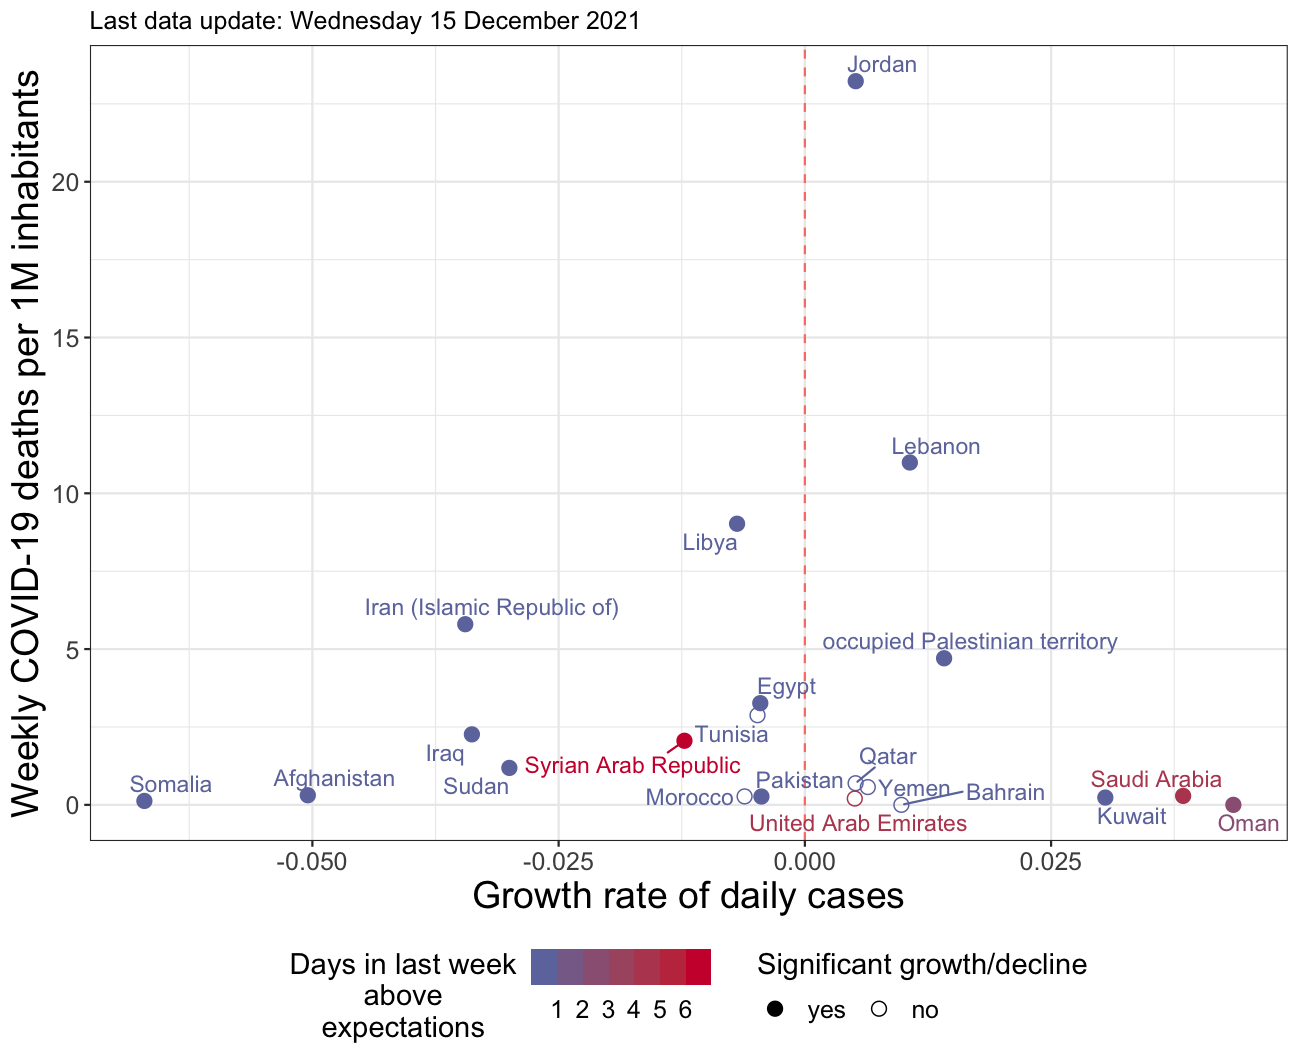 Last data update: Wednesday 15 December 2021
Weekly COVID-19 deaths per 1M inhabitants
20
15
10
5
0
Jordan
Lebanon
Libya
Iran (Islamic Republic of)
occupied Palestinian territory
Egypt
Tunisia
Iraq
Syrian Arab Republic
Qatar
Somalia
Afghanistan
Sudan
Pakistan
Yemen
Bahrain
Saudi Arabia
Morocco
Kuwait
United Arab Emirates
Oman
-0.050
-0.025
0.000
0.025
Growth rate of daily cases
Days in last week
above
expectations
1 2 3 4 5 6
Significant growth/decline
yes no